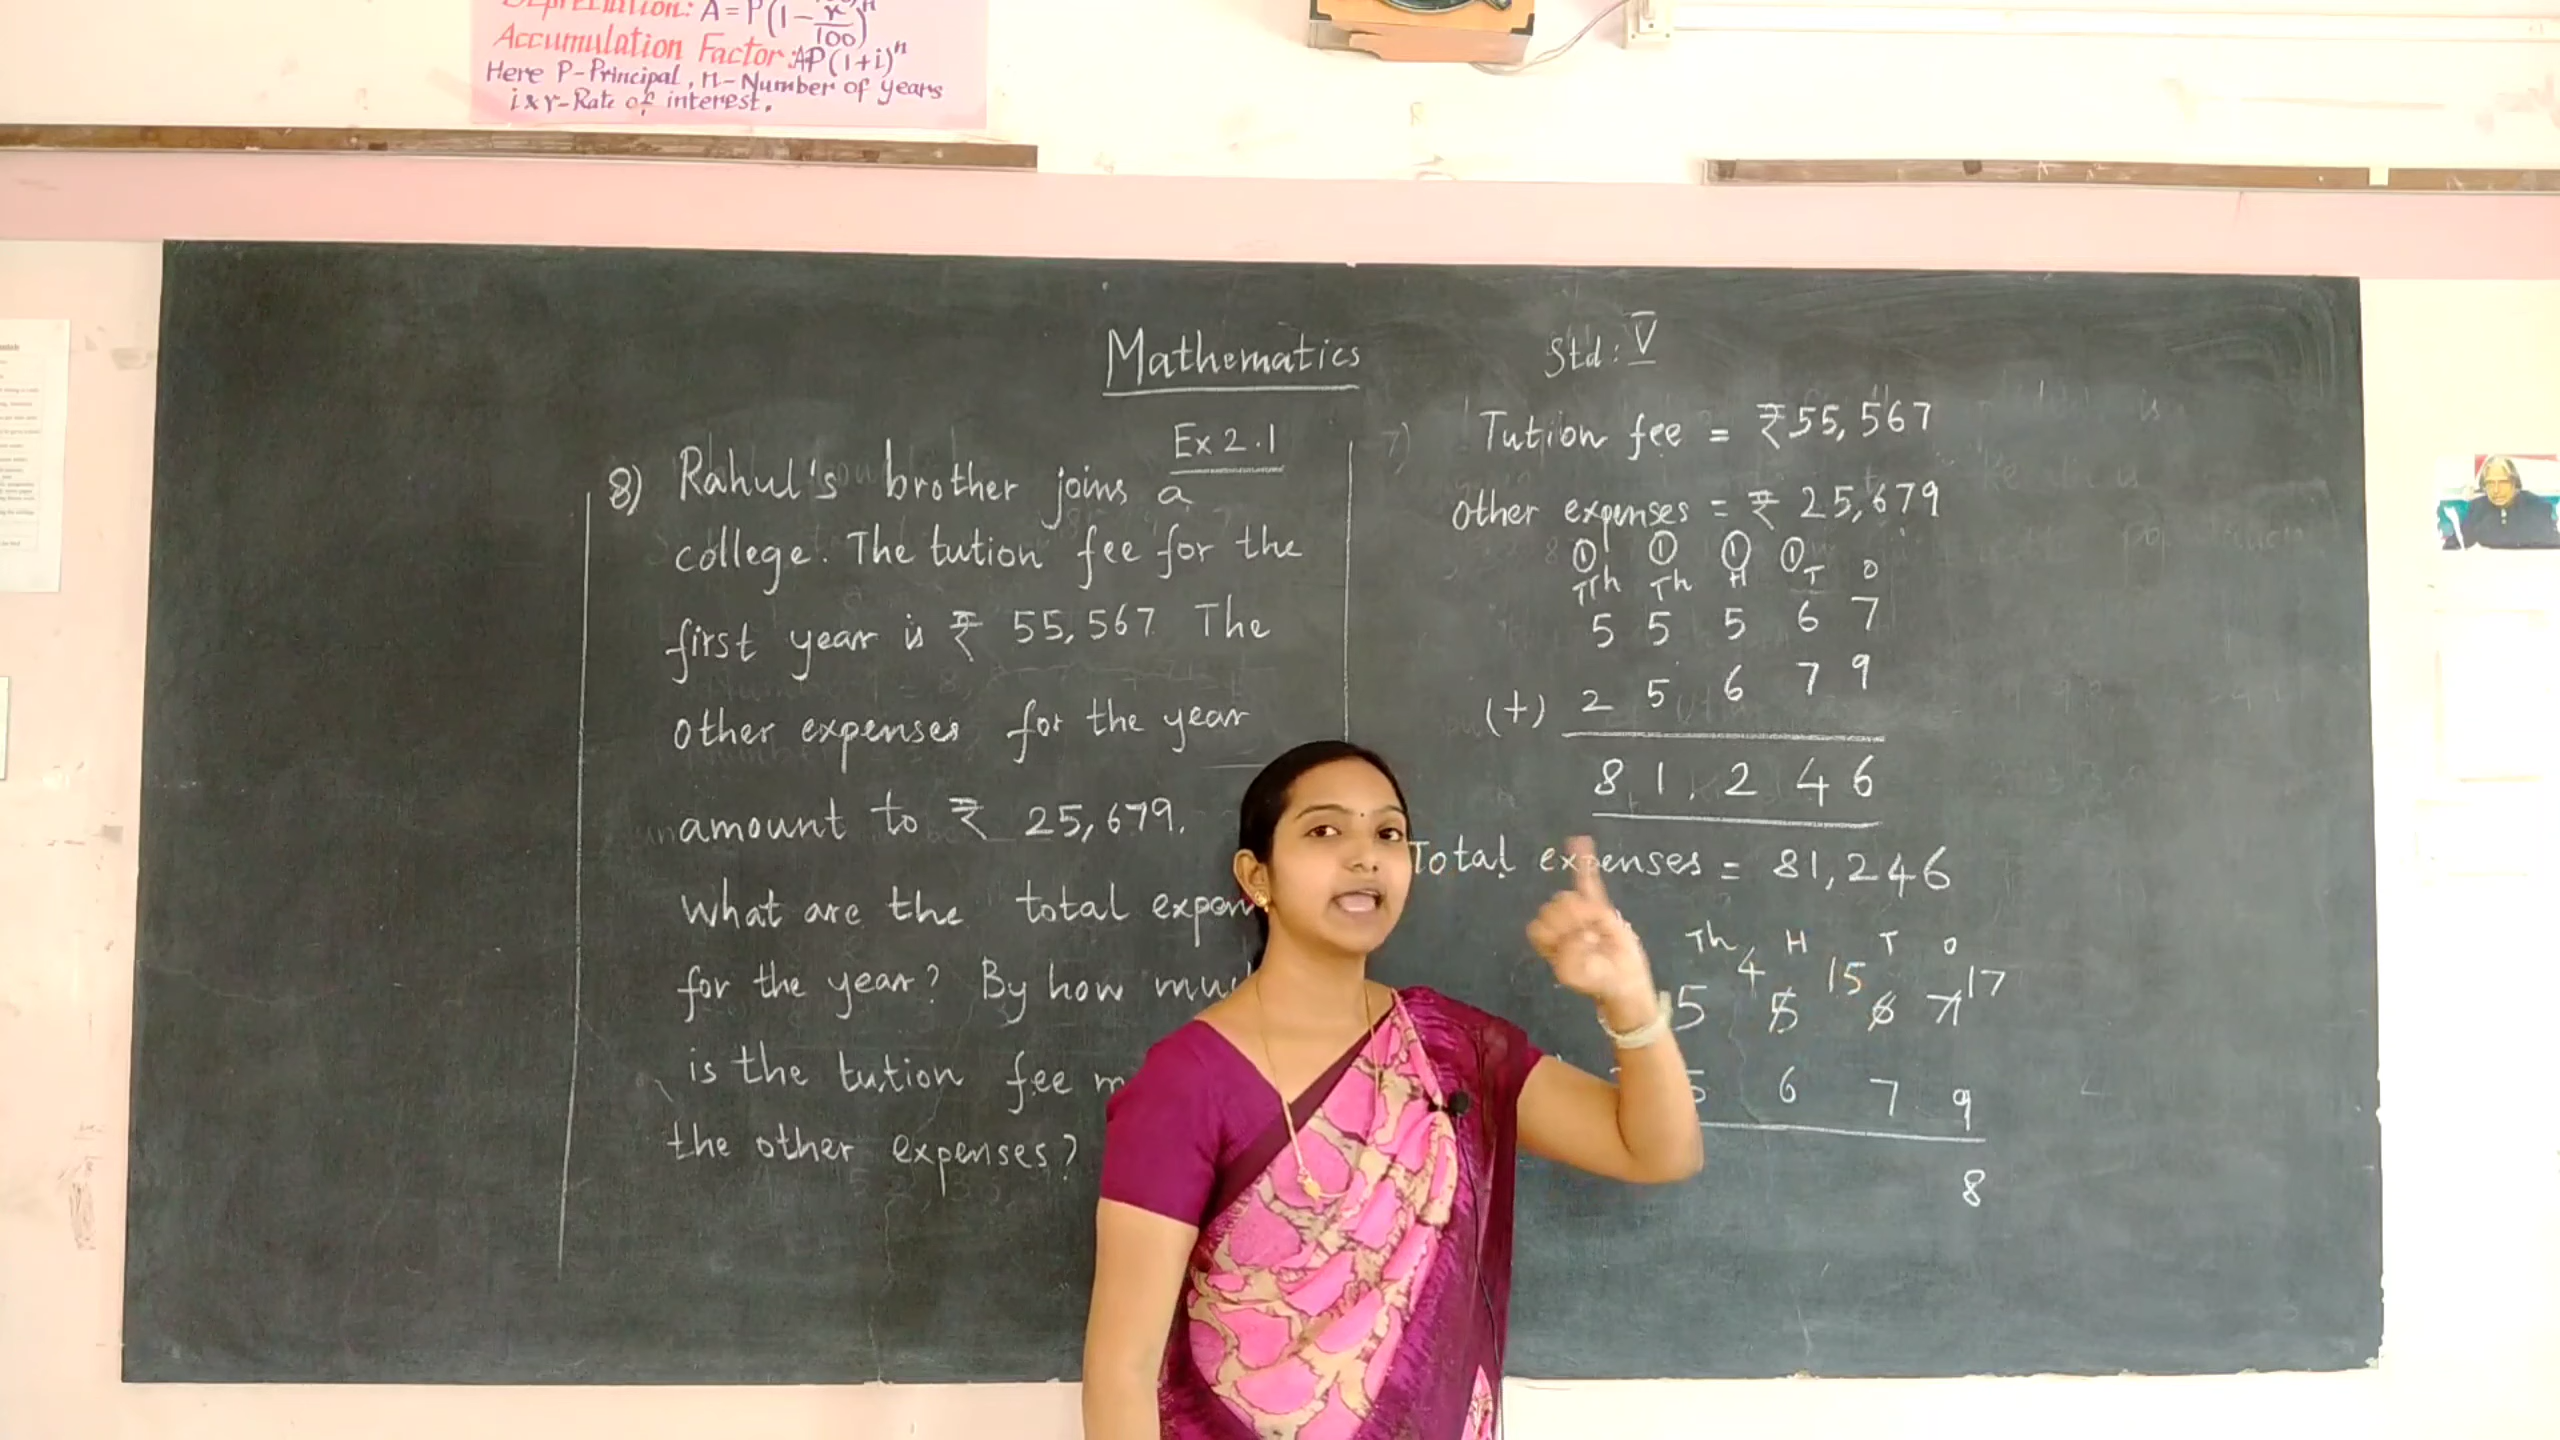 Depreciation: A = P(1 - r/100)^n
Accumulation Factor: AP(1+i)^n
Here P-Principal, n-Number of years
i & r-Rate of interest.
Mathematics
Std: V
Ex 2.1
8) Rahul's brother joins a
college. The tution fee for the
first year is ₹ 55,567 The
other expenses for the year
amount to ₹ 25,679.
what are the total expen
for the year? By how mu
is the tution fee m
the other expenses?
7)
Tution fee = ₹55,567
other expenses = ₹ 25,679
1 1 1 1
TTh Th H T O
5 5 5 6 7
(+) 2 5 6 7 9
8 1, 2 4 6
Total expenses = 81,246
Th H T O
4 15 17
5 5 6 7
5 6 7 9
8